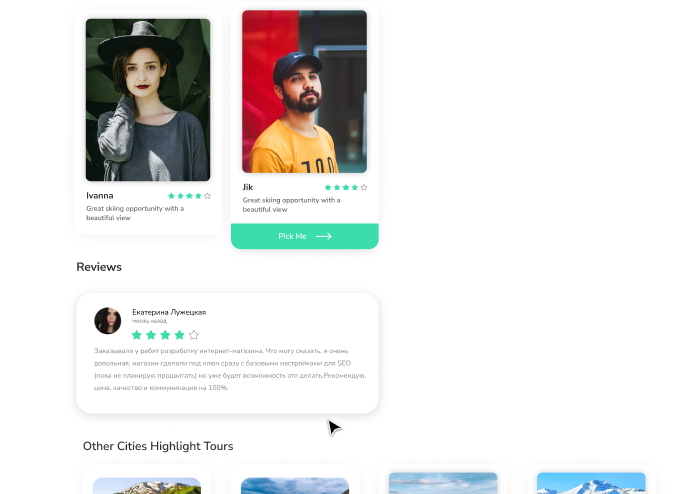 Ivanna
Great skiing opportunity with a
beautiful view
Jik
Great skiing opportunity with a
beautiful view
Pick Me
Reviews
Екатерина Лужецкая
месяц назад
Заказывала у ребят разработку интернет-магазина. Что могу сказать, я очень
довольная, магазин сделали под ключ сразу с базовыми настройками для SEO
(пока не планирую продвигать) но уже будет возможность это делать.Рекомендую,
цена, качество и коммуникация на 100%.
Other Cities Highlight Tours